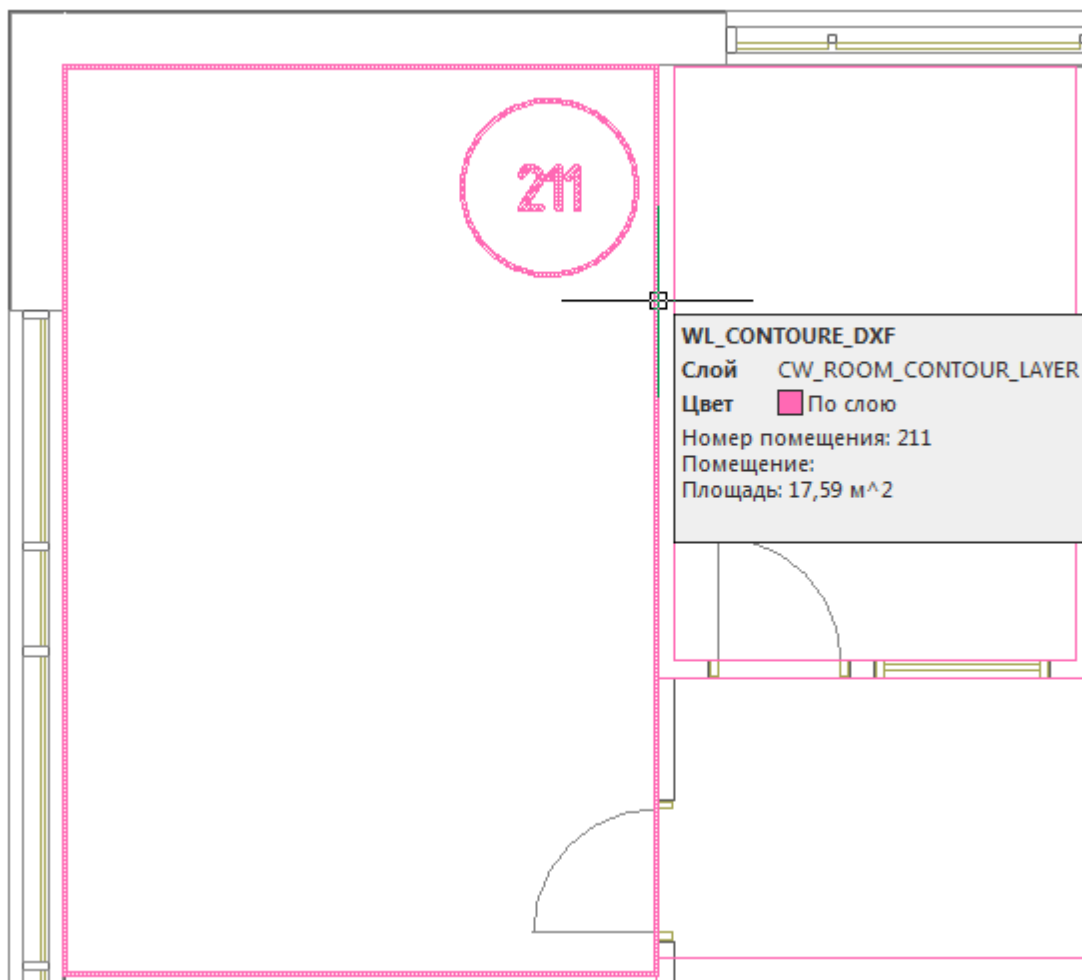 211
WL_CONTOURE_DXF
Слой CW_ROOM_CONTOUR_LAYER
Цвет По слою
Номер помещения: 211
Помещение:
Площадь: 17,59 м^2